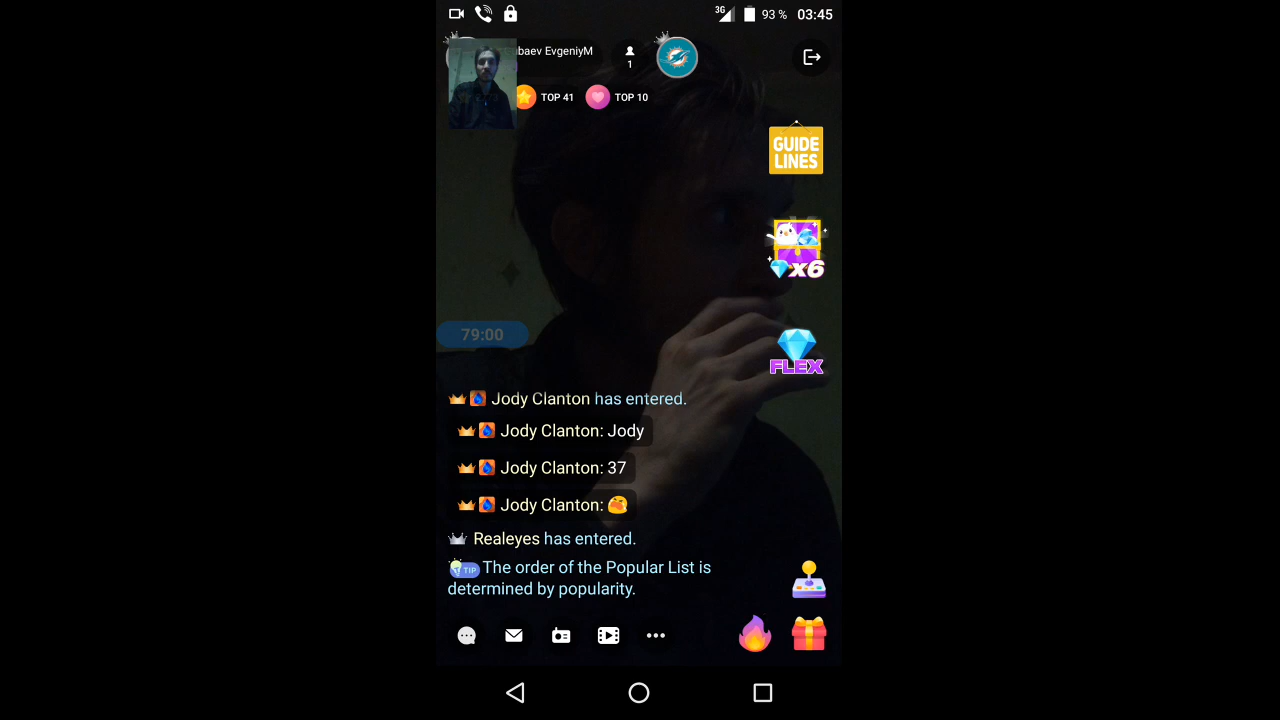 3G 93 % 03:45
ubaev EvgeniyM
1
TOP 41 TOP 10
GUIDE
LINES
x6
79:00
FLEX
Jody Clanton has entered.
Jody Clanton: Jody
Jody Clanton: 37
Jody Clanton:
Realeyes has entered.
TIP The order of the Popular List is
determined by popularity.